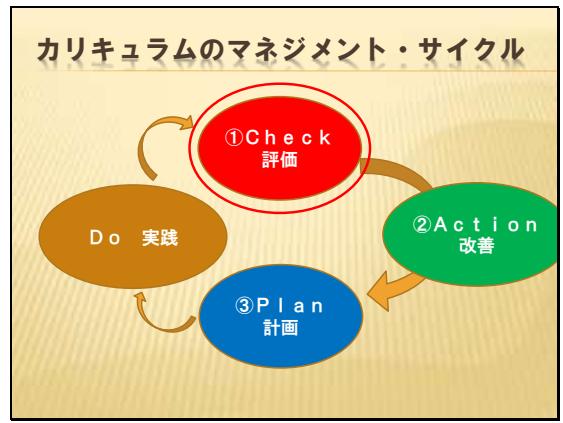 カリキュラムのマネジメント・サイクル
①Ｃｈｅｃｋ
評価
②Ａｃｔｉｏｎ
改善
Ｄｏ　実践
③Ｐｌａｎ
計画